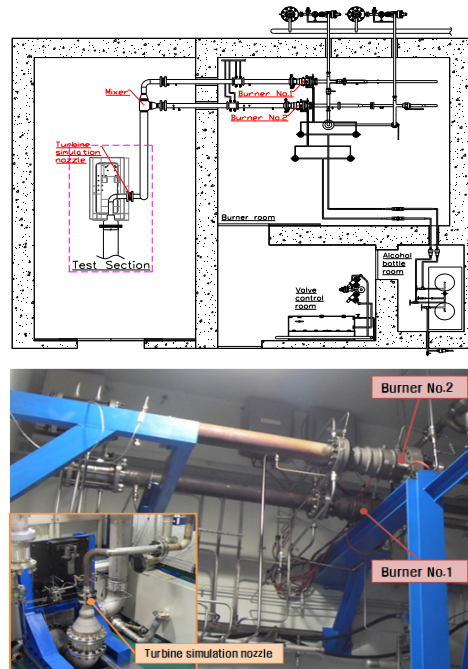 Mixer
Burner No.1
Burner No.2
Turbine
simulation
nozzle
Test Section
Burner room
Valve
control
room
Alcohol
bottle
room
Burner No.2
Burner No.1
Turbine simulation nozzle